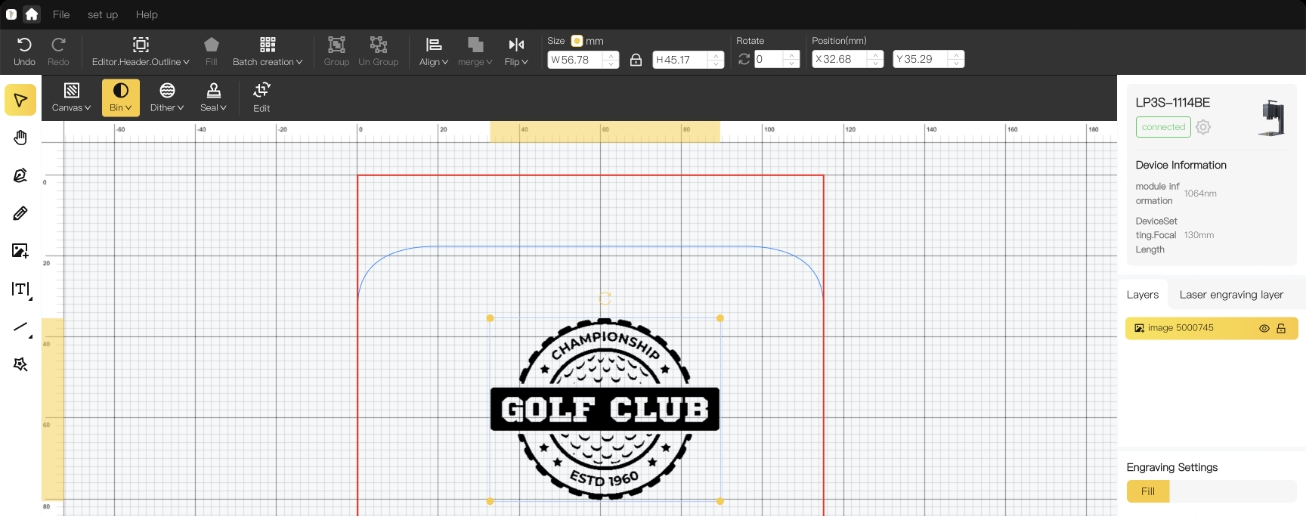 File set up Help
Size mm Rotate Position(mm)
W 56.78 H 45.17 0 X 32.68 Y 35.29
Undo Redo Editor.Header.Outline Fill Batch creation Group Un Group Align merge Flip
Canvas Bin Dither Seal Edit
-60 -40 -20 0 20 40 60 80 100 120 140 160 180
0
20
40
60
80
CHAMPIONSHIP
GOLF CLUB
ESTD 1960
LP3S-1114BE
connected
Device Information
module inf
ormation 1064nm
DeviceSet
ting.Focal 130mm
Length
Layers Laser engraving layer
image 5000745
Engraving Settings
Fill
T